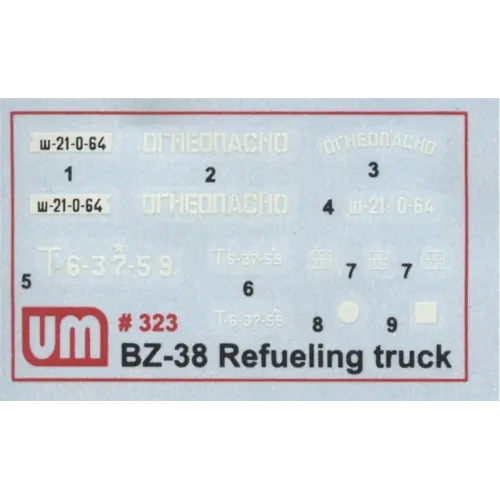 ш-21-0-64 ОГНЕОПАСНО ОГНЕОПАСНО
1 2 3
ш-21-0-64 ОГНЕОПАСНО 4 ш-21-0-64
Т-6-37-59 Т-6-37-59 7 7
5 6
Т-6-37-59 8 9
UM # 323
BZ-38 Refueling truck